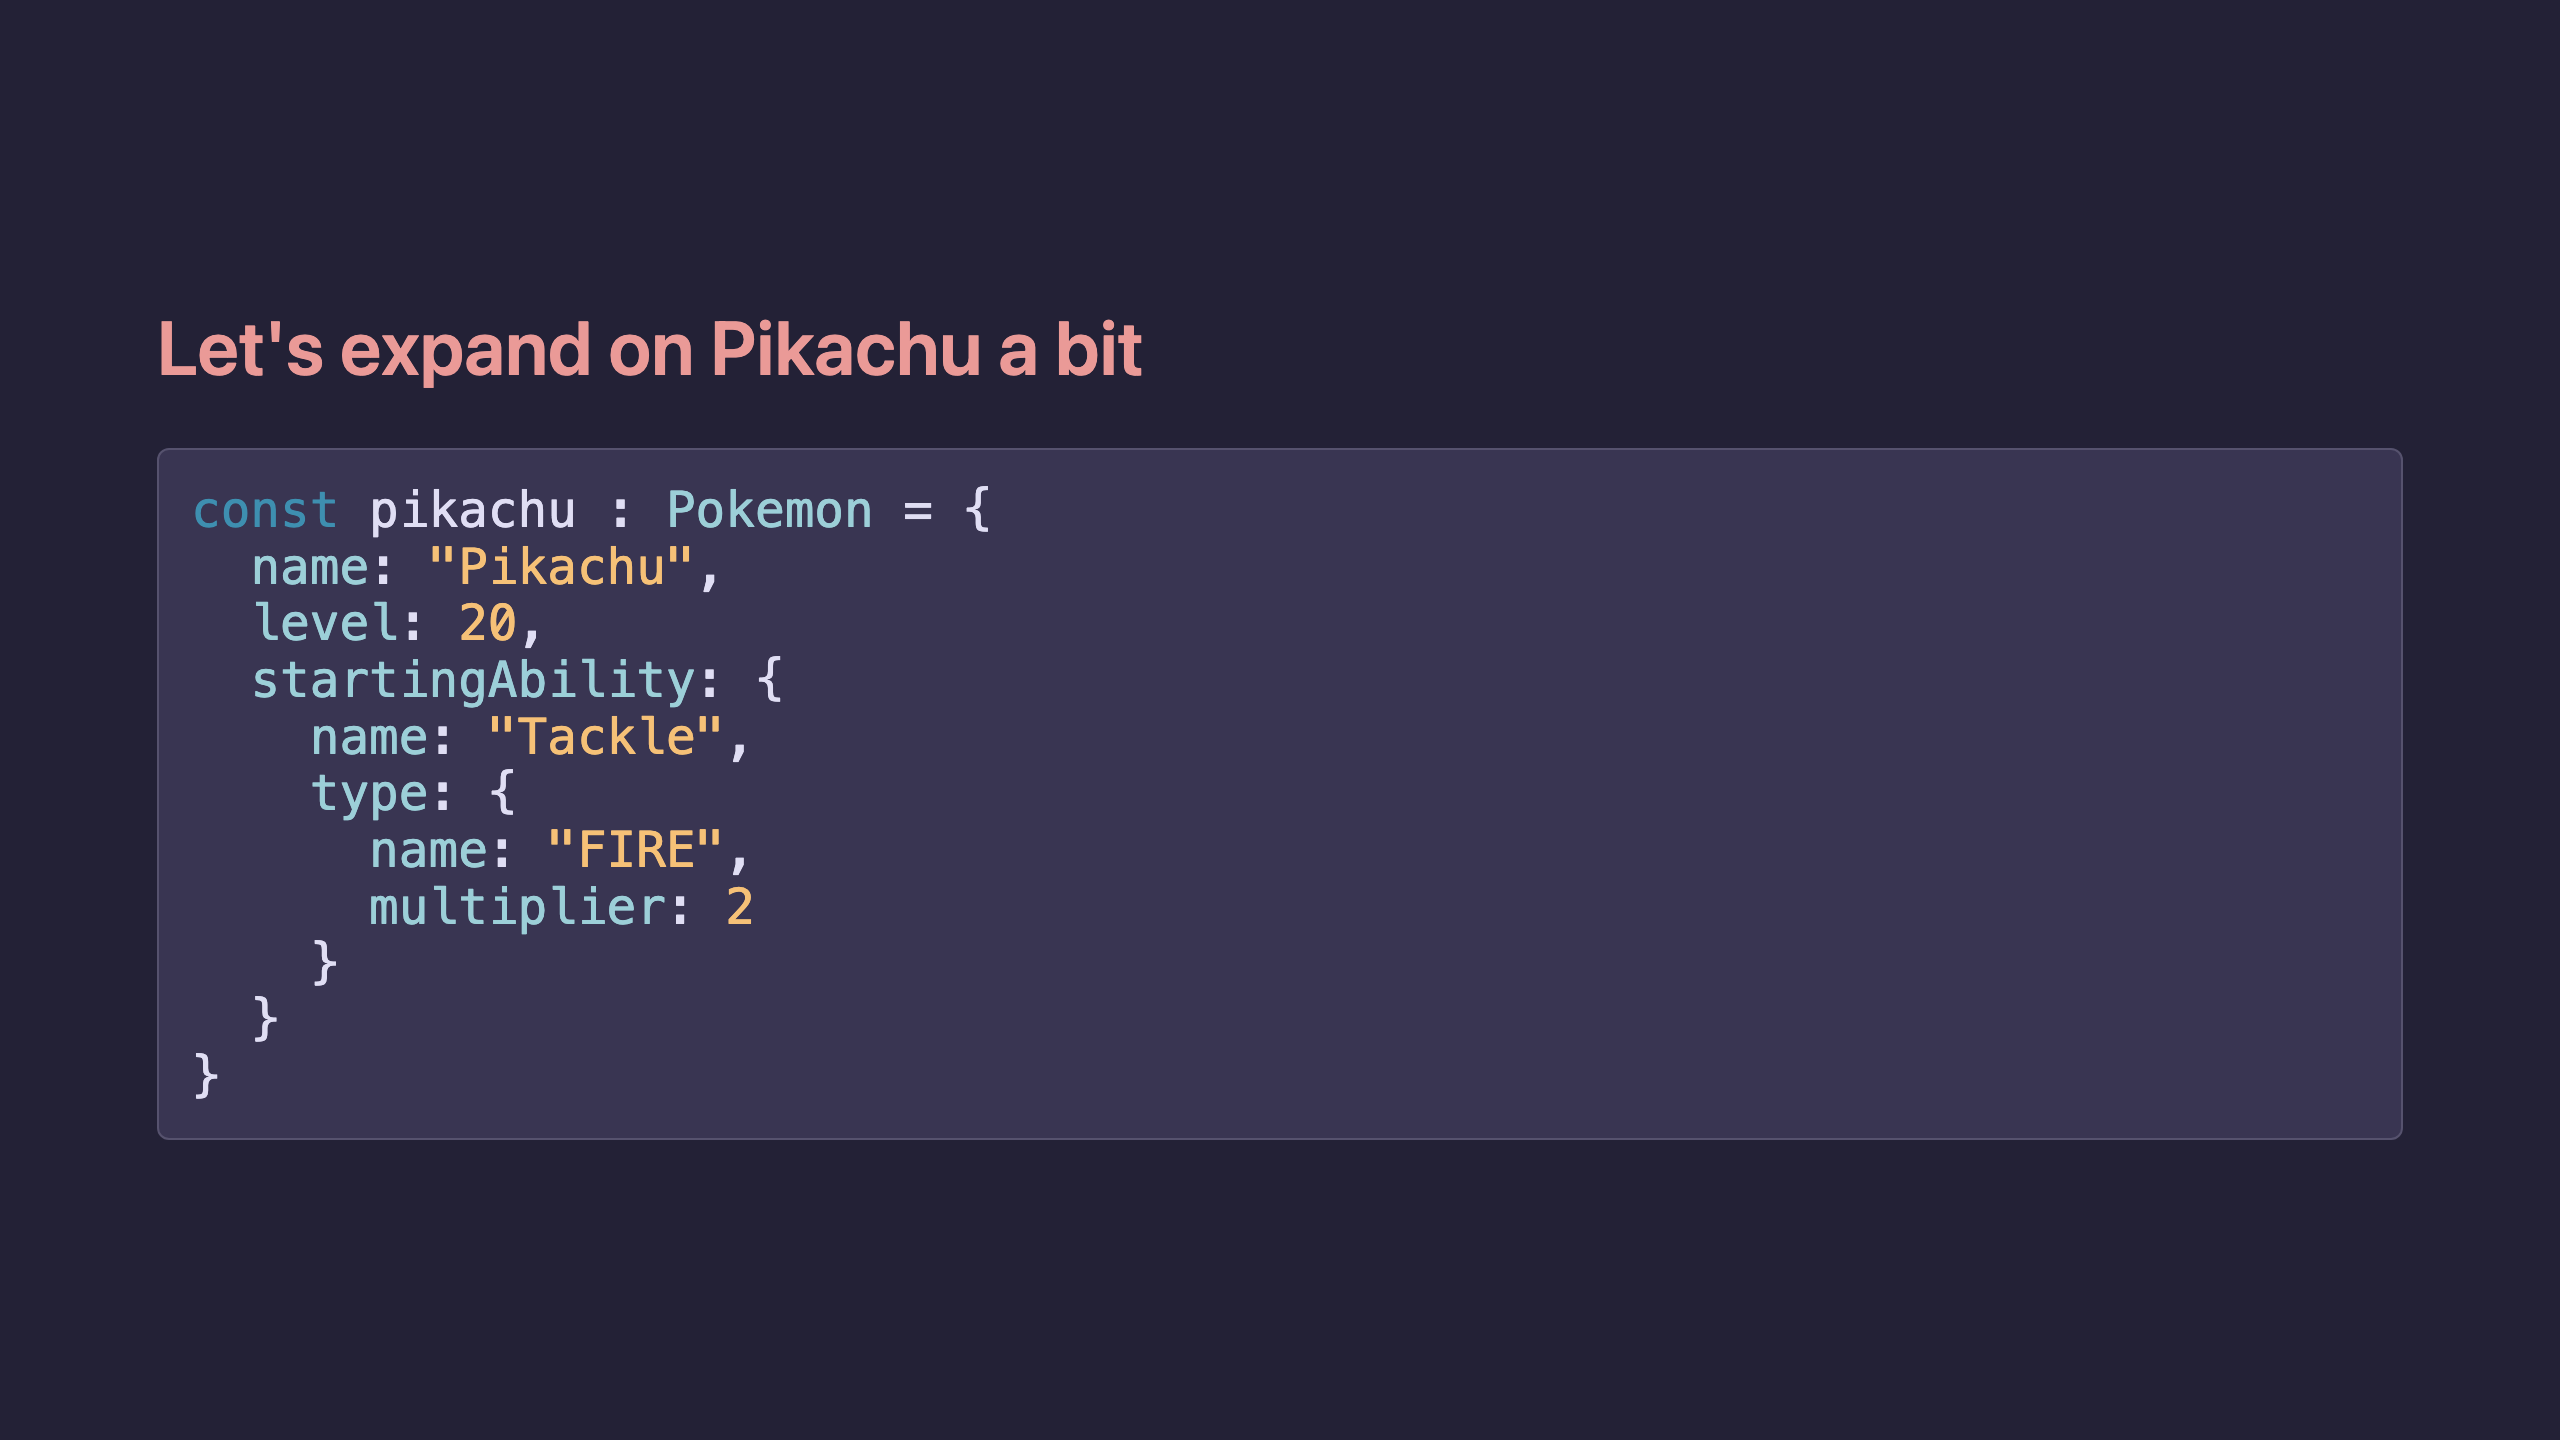 Let's expand on Pikachu a bit
const pikachu : Pokemon = {
  name: "Pikachu",
  level: 20,
  startingAbility: {
    name: "Tackle",
    type: {
      name: "FIRE",
      multiplier: 2
    }
  }
}